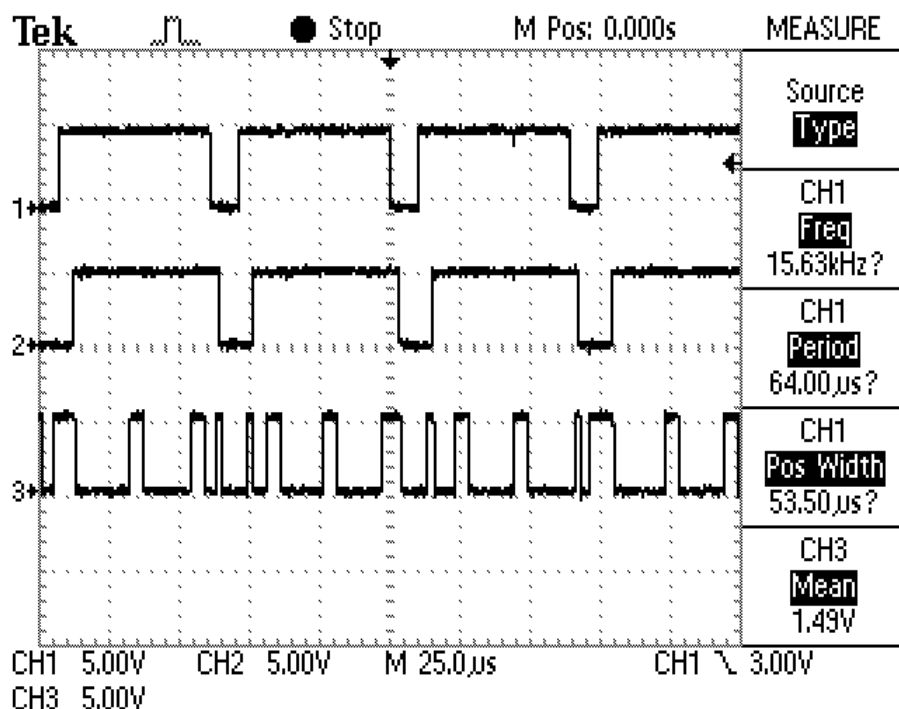 Tek Stop M Pos: 0.000s MEASURE
Source
Type
CH1
Freq
15.63kHz?
CH1
Period
64.00µs?
CH1
Pos Width
53.50µs?
CH3
Mean
1.49V
1
2
3
CH1 5.00V CH2 5.00V M 25.0µs CH1 3.00V
CH3 5.00V